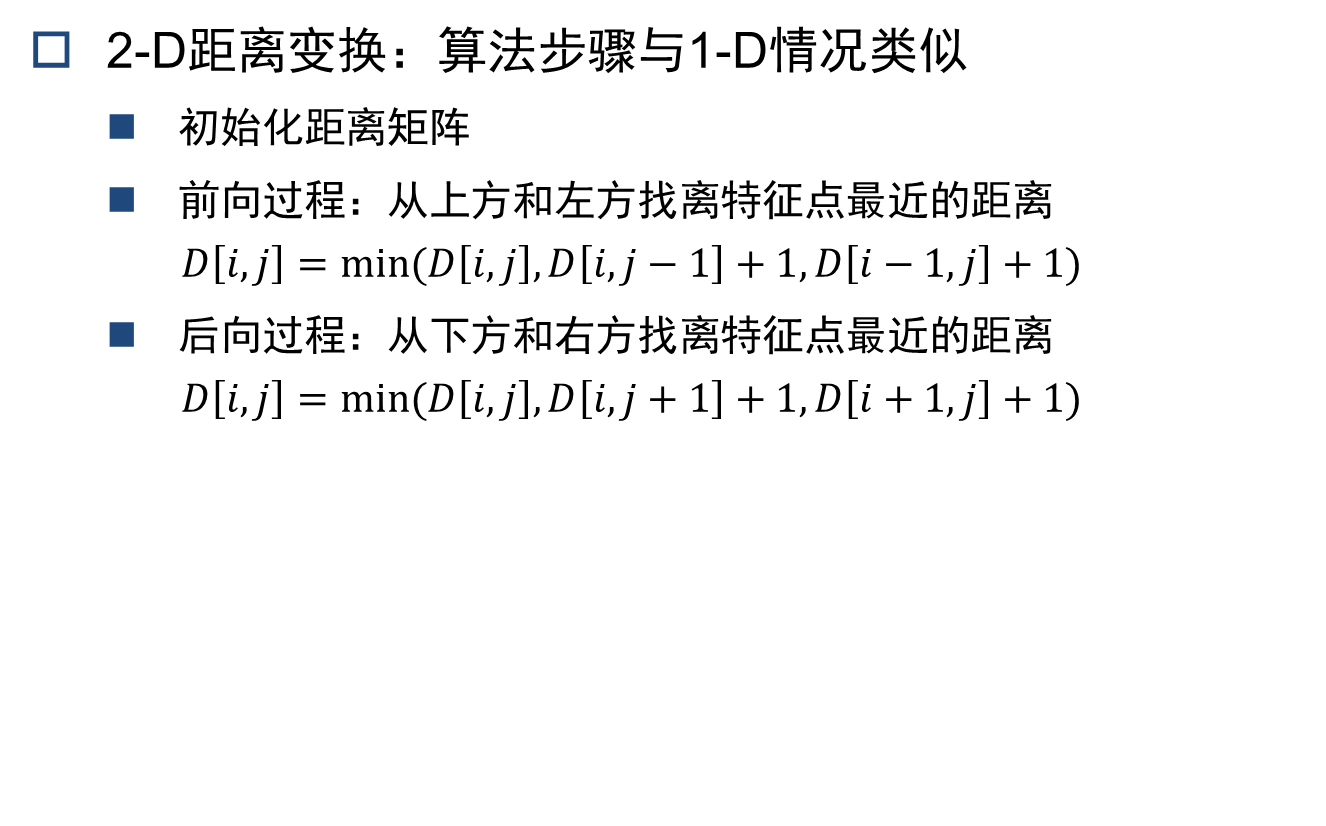 2-D距离变换：算法步骤与1-D情况类似
初始化距离矩阵
前向过程：从上方和左方找离特征点最近的距离
D[i,j] = min(D[i,j],D[i,j − 1] + 1,D[i − 1,j] + 1)
后向过程：从下方和右方找离特征点最近的距离
D[i,j] = min(D[i,j],D[i,j + 1] + 1,D[i + 1,j] + 1)